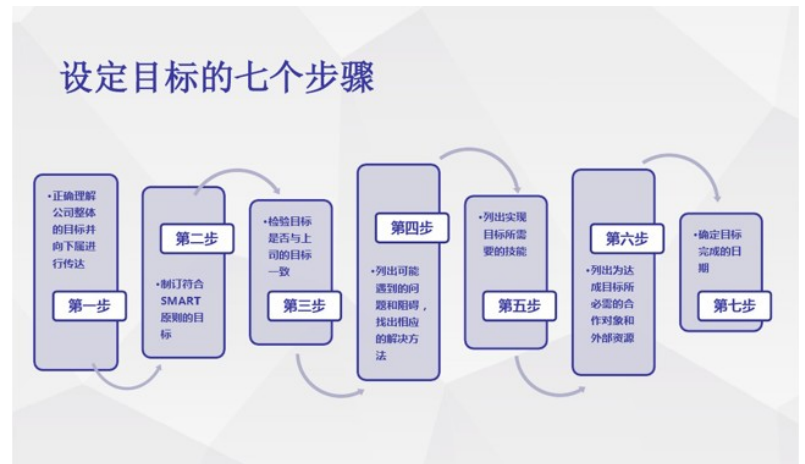 设定目标的七个步骤
•正确理解
公司整体
的目标并
向下属进
行传达
第一步
第二步
•制订符合
SMART
原则的目
标
•检验目标
是否与上
司的目标
一致
第三步
第四步
•列出可能
遇到的问
题和阻碍，
找出相应
的解决方
法
•列出实现
目标所需
要的技能
第五步
第六步
•列出为达
成目标所
必需的合
作对象和
外部资源
•确定目标
完成的日
期
第七步